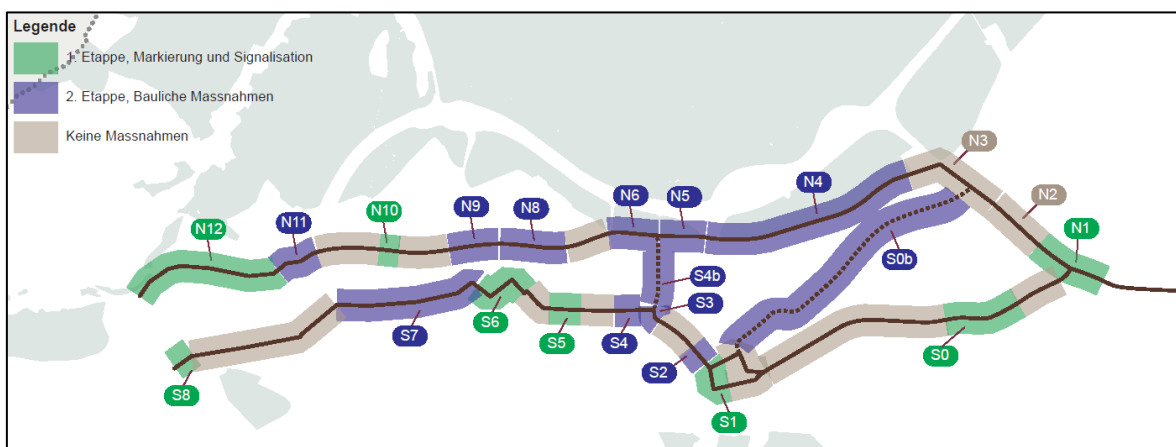 Legende
1. Etappe, Markierung und Signalisation
2. Etappe, Bauliche Massnahmen
Keine Massnahmen
N3
N4
N6
N5
N2
N10
N9
N8
N12
N11
N1
S0b
S4b
S3
S6
S7
S5
S4
S0
S2
S8
S1